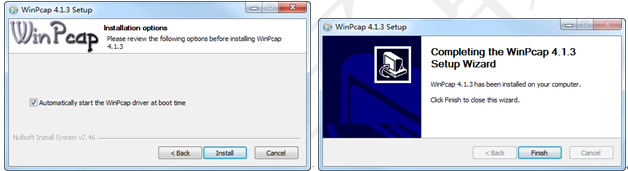 WinPcap 4.1.3 Setup
WinPcap
Installation options
Please review the following options before installing WinPcap
4.1.3
Automatically start the WinPcap driver at boot time
Nullsoft Install System v2.46
< Back
Install
Cancel
WinPcap 4.1.3 Setup
Completing the WinPcap 4.1.3
Setup Wizard
WinPcap 4.1.3 has been installed on your computer.
Click Finish to close this wizard.
< Back
Finish
Cancel